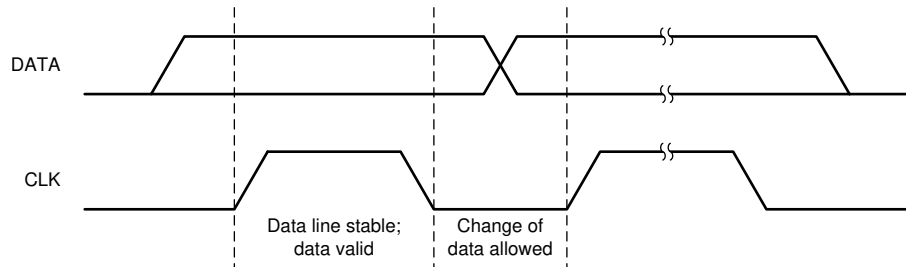 DATA
CLK
Data line stable;
data valid
Change of
data allowed